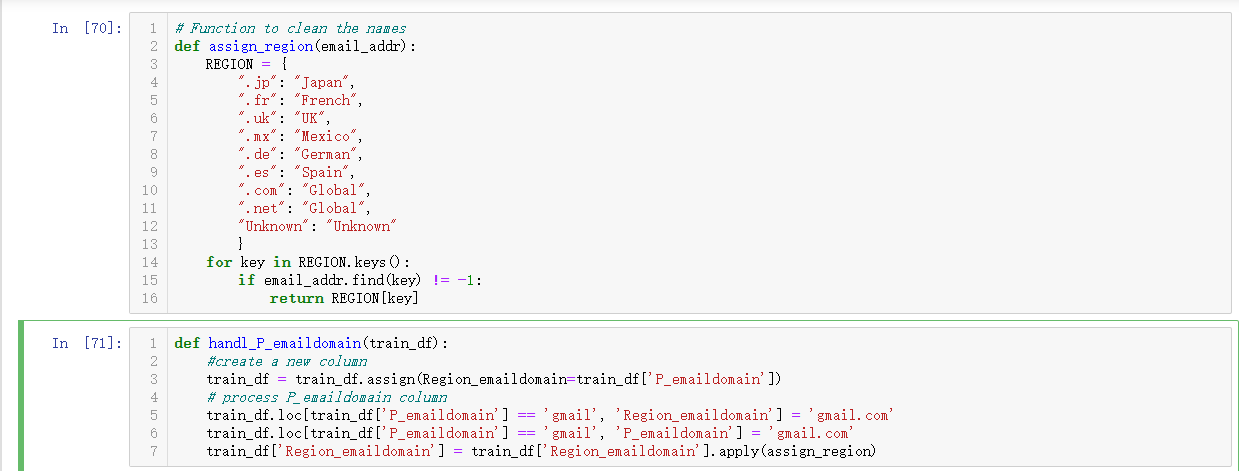 In [70]:
1 # Function to clean the names
2 def assign_region(email_addr):
3     REGION = {
4         ".jp": "Japan",
5         ".fr": "French",
6         ".uk": "UK",
7         ".mx": "Mexico",
8         ".de": "German",
9         ".es": "Spain",
10         ".com": "Global",
11         ".net": "Global",
12         "Unknown": "Unknown"
13         }
14     for key in REGION.keys():
15         if email_addr.find(key) != -1:
16             return REGION[key]
In [71]:
1 def handl_P_emaildomain(train_df):
2     #create a new column
3     train_df = train_df.assign(Region_emaildomain=train_df['P_emaildomain'])
4     # process P_emaildomain column
5     train_df.loc[train_df['P_emaildomain'] == 'gmail', 'Region_emaildomain'] = 'gmail.com'
6     train_df.loc[train_df['P_emaildomain'] == 'gmail', 'P_emaildomain'] = 'gmail.com'
7     train_df['Region_emaildomain'] = train_df['Region_emaildomain'].apply(assign_region)